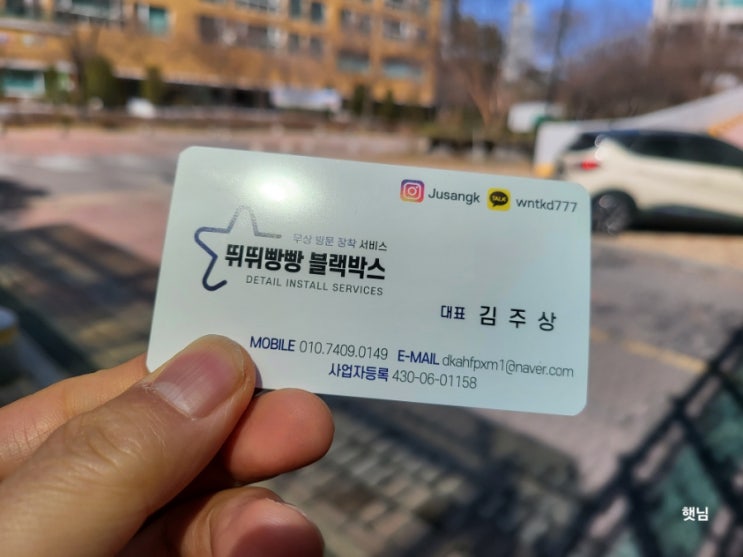 Jusangk TALK wntkd777
무상 방문 장착 서비스
뛰뛰빵빵 블랙박스
DETAIL INSTALL SERVICES
대표 김주상
MOBILE 010.7409.0149 E-MAIL dkahfpxm1@naver.com
사업자등록 430-06-01158
햇님